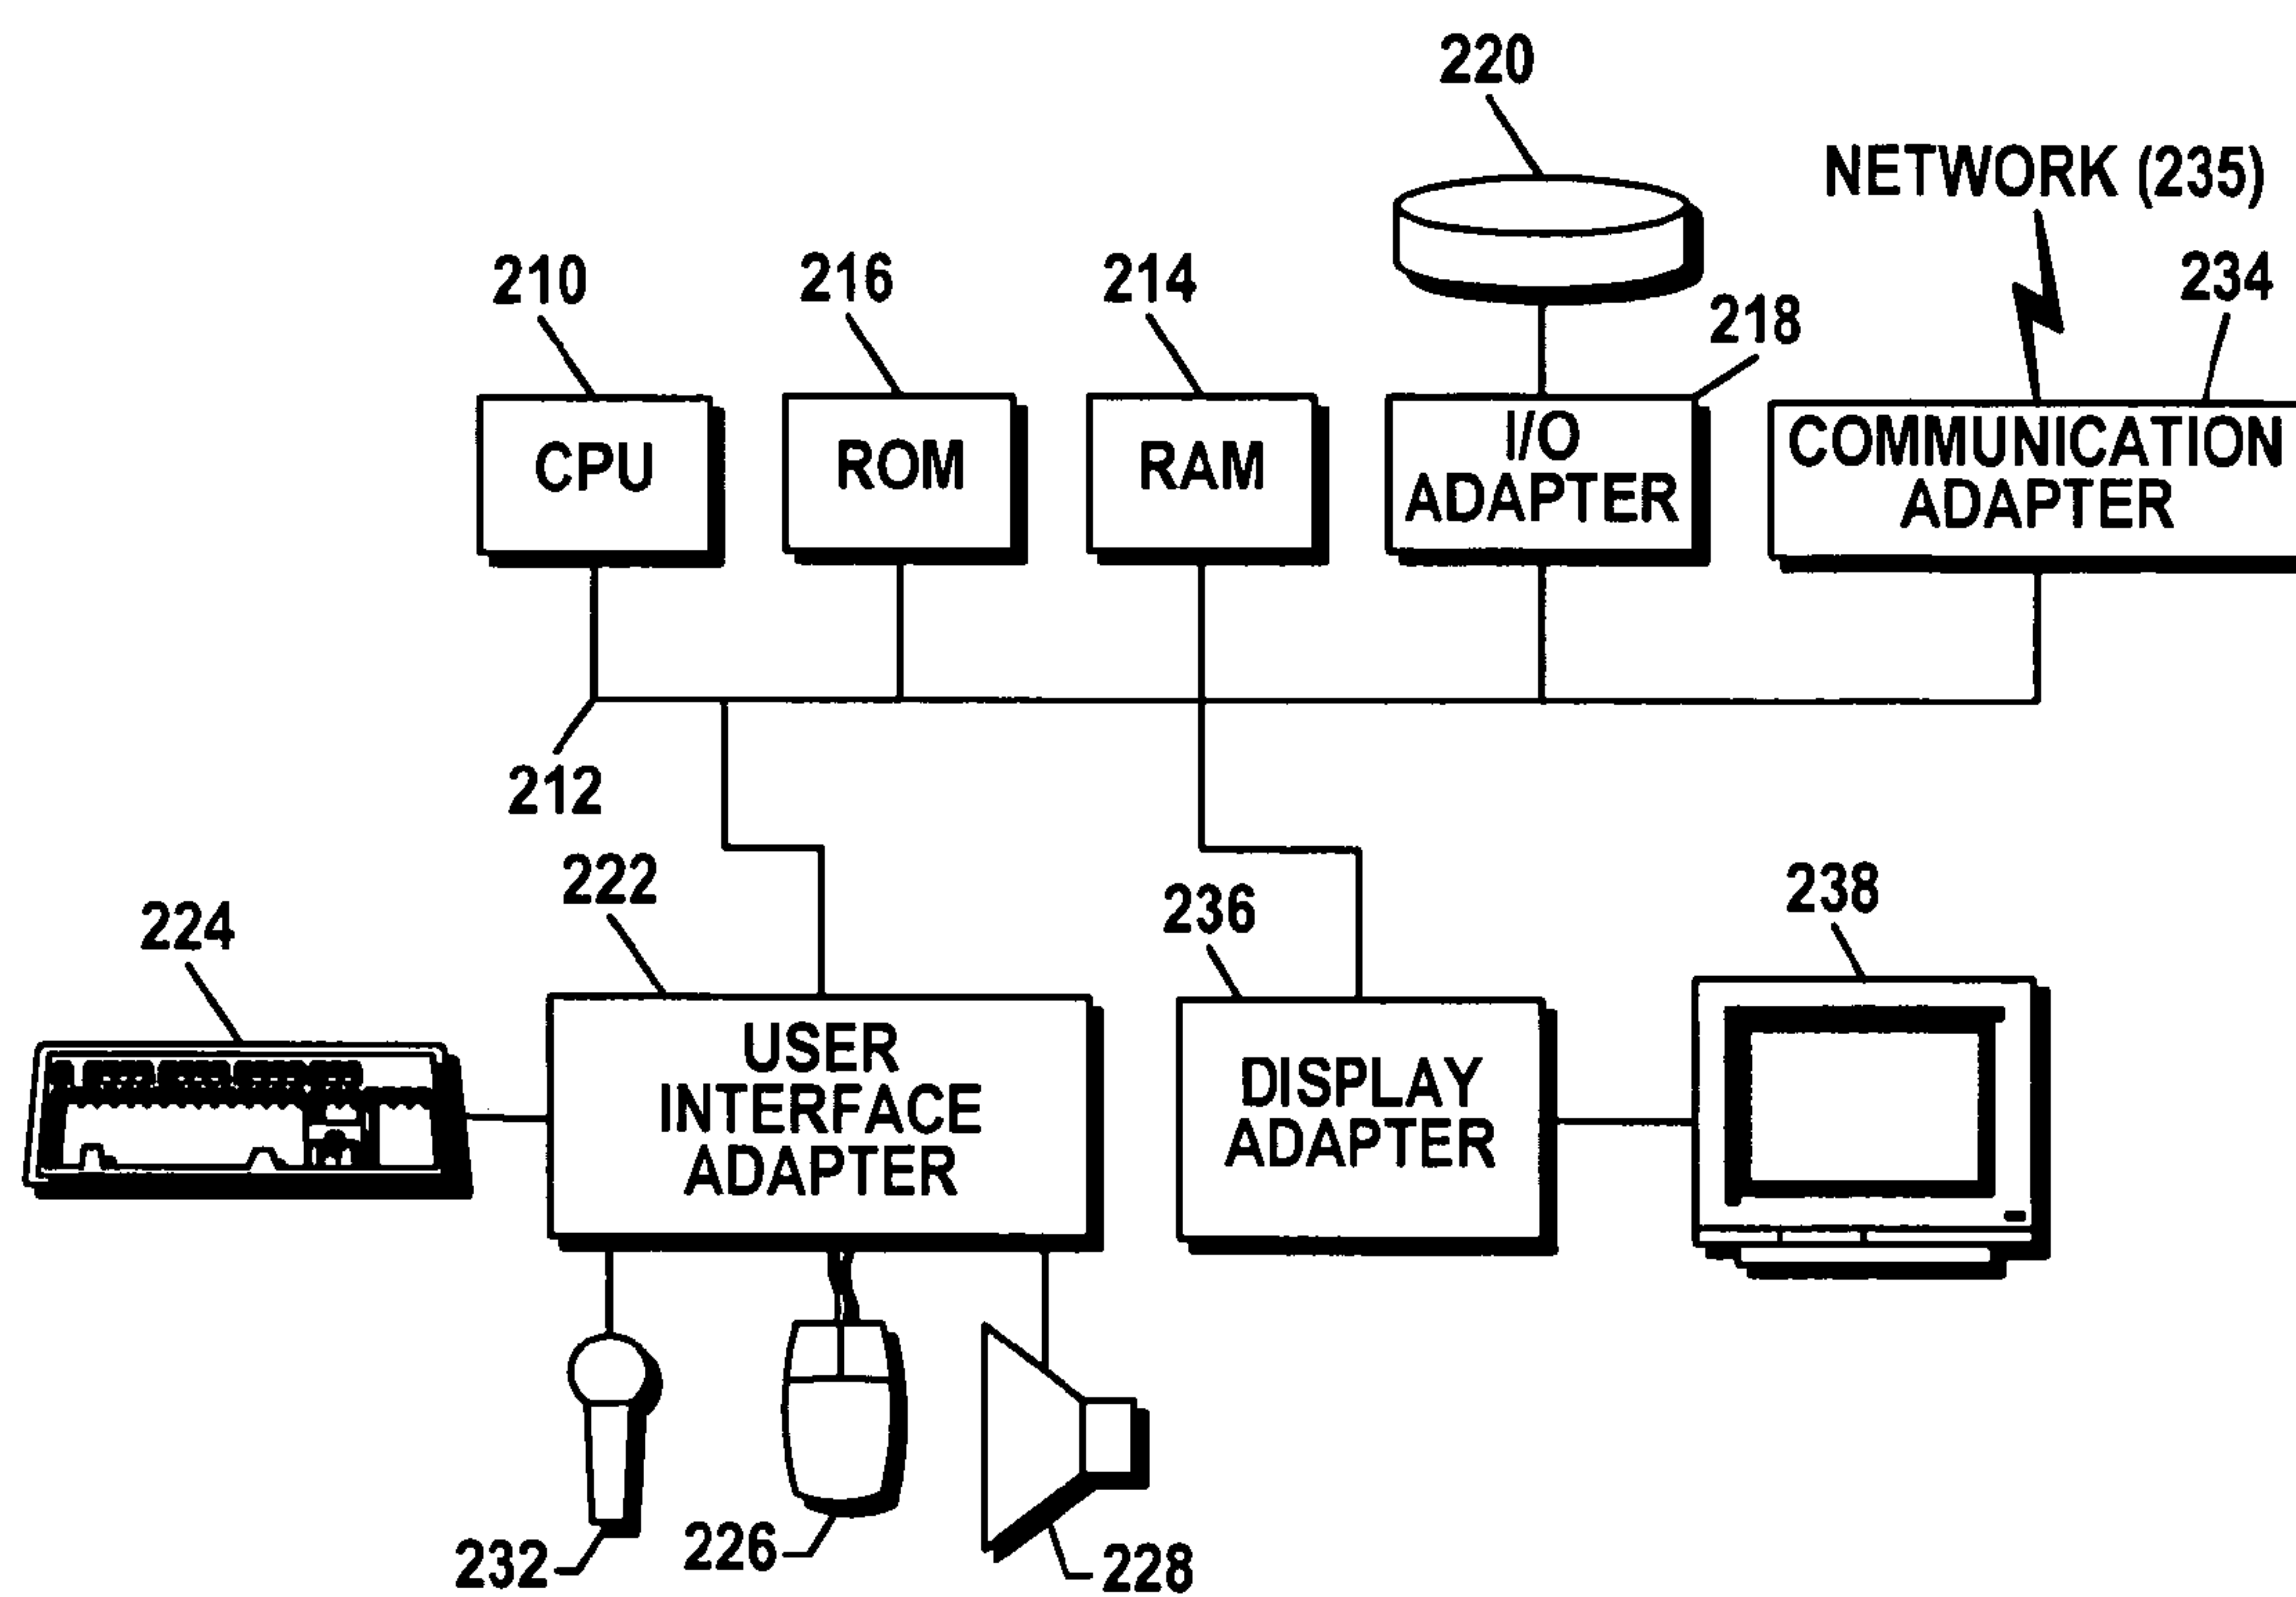 220
NETWORK (235)
210
216
214
218
234
CPU
ROM
RAM
I/O
ADAPTER
COMMUNICATION
ADAPTER
212
222
236
238
224
USER
INTERFACE
ADAPTER
DISPLAY
ADAPTER
232
226
228